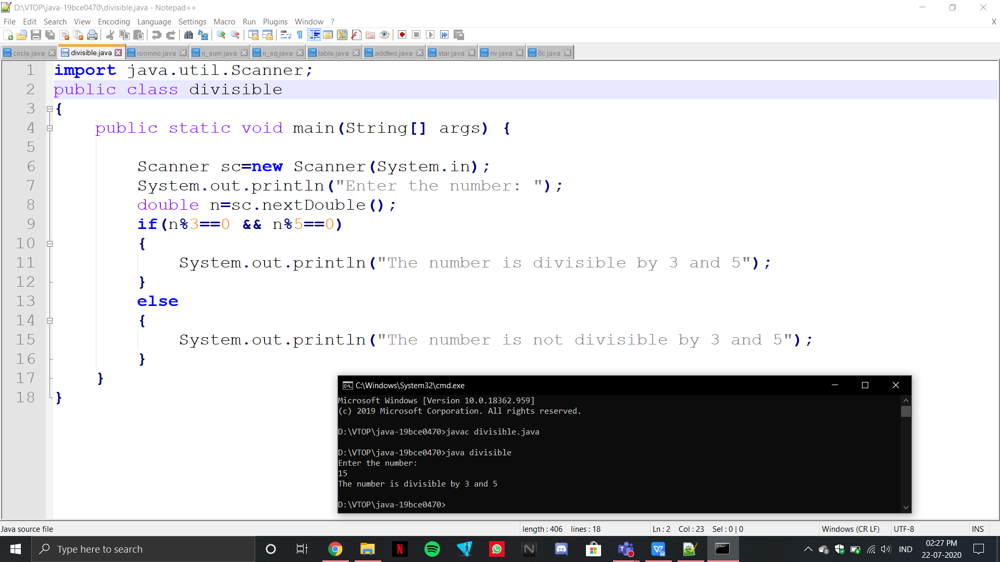 D:\VTOP\java-19bce0470\divisible.java - Notepad++
File Edit Search View Encoding Language Settings Macro Run Plugins Window ? X
circle.java divisible.java roomno.java n_sum.java n_sq.java table.java addtwo.java star.java nv.java 8c.java
1 import java.util.Scanner;
2 public class divisible
3 {
4 public static void main(String[] args) {
5
6 Scanner sc=new Scanner(System.in);
7 System.out.println("Enter the number: ");
8 double n=sc.nextDouble();
9 if(n%3==0 && n%5==0)
10 {
11 System.out.println("The number is divisible by 3 and 5");
12 }
13 else
14 {
15 System.out.println("The number is not divisible by 3 and 5");
16 }
17 }
18 }
C:\Windows\System32\cmd.exe
Microsoft Windows [Version 10.0.18362.959]
(c) 2019 Microsoft Corporation. All rights reserved.
D:\VTOP\java-19bce0470>javac divisible.java
D:\VTOP\java-19bce0470>java divisible
Enter the number:
15
The number is divisible by 3 and 5
D:\VTOP\java-19bce0470>
Java source file length : 406 lines : 18 Ln : 2 Col : 23 Sel : 0 | 0 Windows (CR LF) UTF-8 INS
Type here to search IND 02:27 PM
22-07-2020